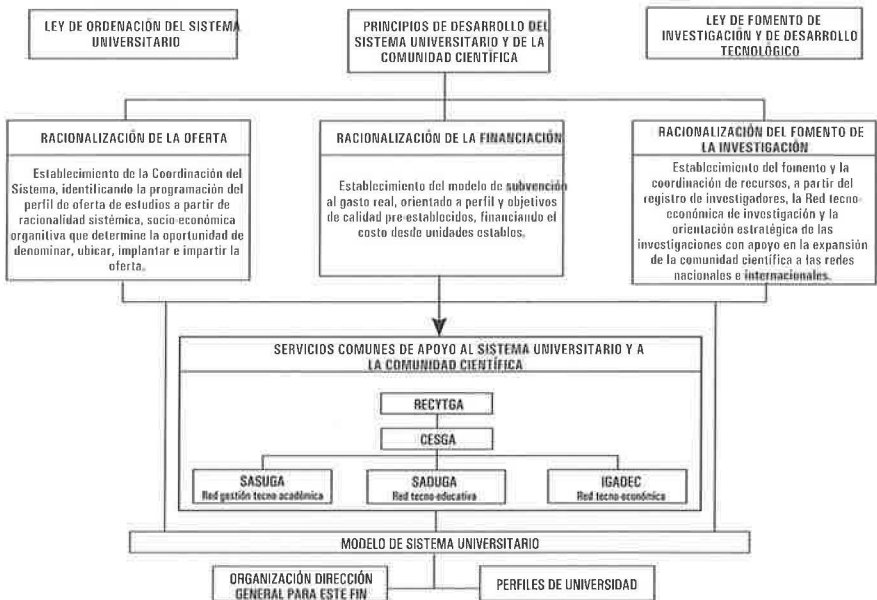 LEY DE ORDENACIÓN DEL SISTEMA
UNIVERSITARIO
PRINCIPIOS DE DESARROLLO DEL
SISTEMA UNIVERSITARIO Y DE LA
COMUNIDAD CIENTÍFICA
LEY DE FOMENTO DE
INVESTIGACIÓN Y DE DESARROLLO
TECNOLÓGICO
RACIONALIZACIÓN DE LA OFERTA
Establecimiento de la Coordinación del
Sistema, identificando la programación del
perfil de oferta de estudios a partir de
racionalidad sistémica, socio-económica
organitiva que determine la oportunidad de
denominar, ubicar, implantar e impartir la
oferta.
RACIONALIZACIÓN DE LA FINANCIACIÓN
Establecimiento del modelo de subvención
al gasto real, orientado a perfil y objetivos
de calidad pre-establecidos, financiando el
costo desde unidades establos.
RACIONALIZACIÓN DEL FOMENTO DE
LA INVESTIGACIÓN
Establecimiento del fomento y la
coordinación de recursos, a partir del
registro de investigadores, la Red tecno-
económica de investigación y la
orientación estratégica de las
investigaciones con apoyo en la expansión
de la comunidad científica a las redes
nacionales e internacionales.
SERVICIOS COMUNES DE APOYO AL SISTEMA UNIVERSITARIO Y A
LA COMUNIDAD CIENTÍFICA
RECYTGA
CESGA
SASUGA
Red gestión tecno académica
SADUGA
Red tecno-educativa
IGADEC
Red tecno-económica
MODELO DE SISTEMA UNIVERSITARIO
ORGANIZACIÓN DIRECCIÓN
GENERAL PARA ESTE FIN
PERFILES DE UNIVERSIDAD